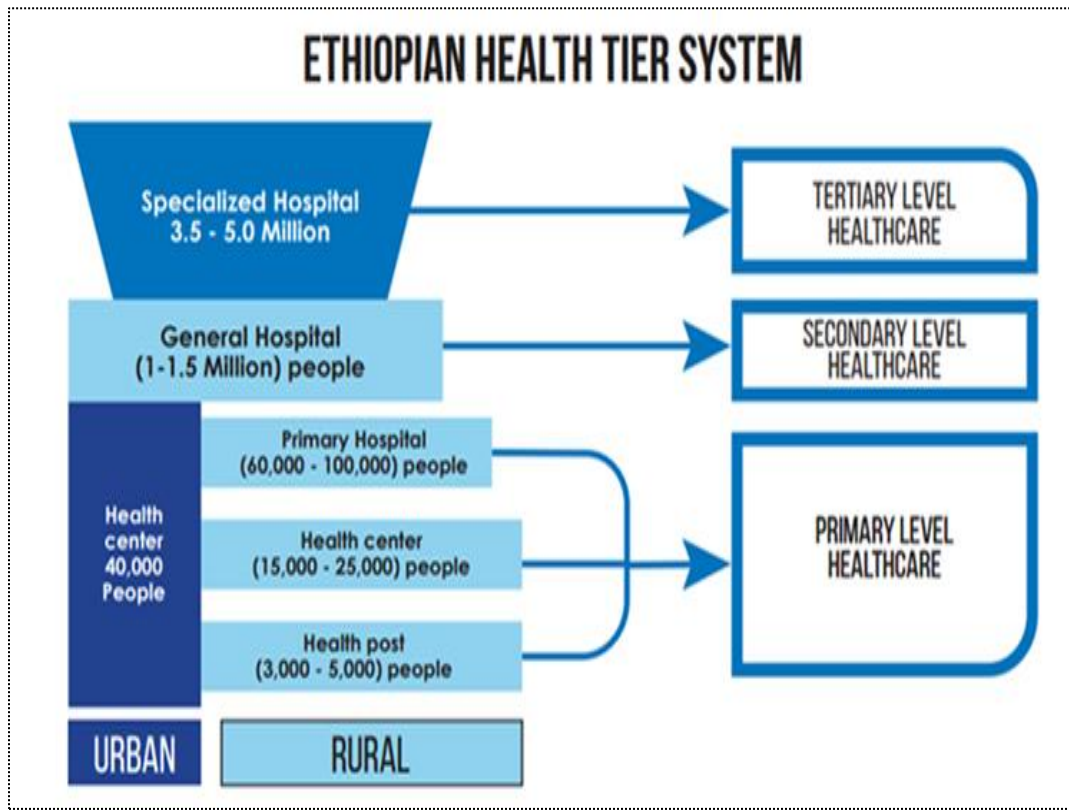 ETHIOPIAN HEALTH TIER SYSTEM
Specialized Hospital
3.5 - 5.0 Million
TERTIARY LEVEL
HEALTHCARE
General Hospital
(1-1.5 Million) people
SECONDARY LEVEL
HEALTHCARE
Health
center
40,000
People
Primary Hospital
(60,000 - 100,000) people
Health center
(15,000 - 25,000) people
Health post
(3,000 - 5,000) people
PRIMARY LEVEL
HEALTHCARE
URBAN
RURAL